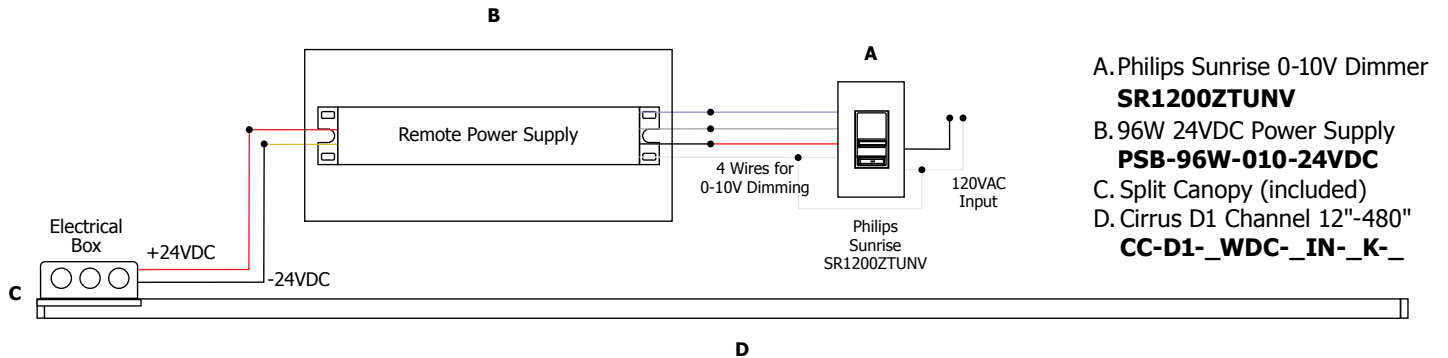 B
A
Remote Power Supply
4 Wires for
0-10V Dimming
120VAC
Input
Philips
Sunrise
SR1200ZTUNV
Electrical
Box
+24VDC
-24VDC
C
D
A. Philips Sunrise 0-10V Dimmer
SR1200ZTUNV
B. 96W 24VDC Power Supply
PSB-96W-010-24VDC
C. Split Canopy (included)
D. Cirrus D1 Channel 12"-480"
CC-D1-_WDC-_IN-_K-_